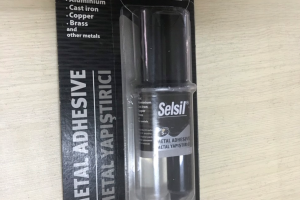 • Aluminium
• Cast iron
• Copper
• Brass
and
other metals
METAL ADHESIVE
METAL YAPIŞTIRICI
Selsil
METAL ADHESIVE
METAL YAPIŞTIRICI